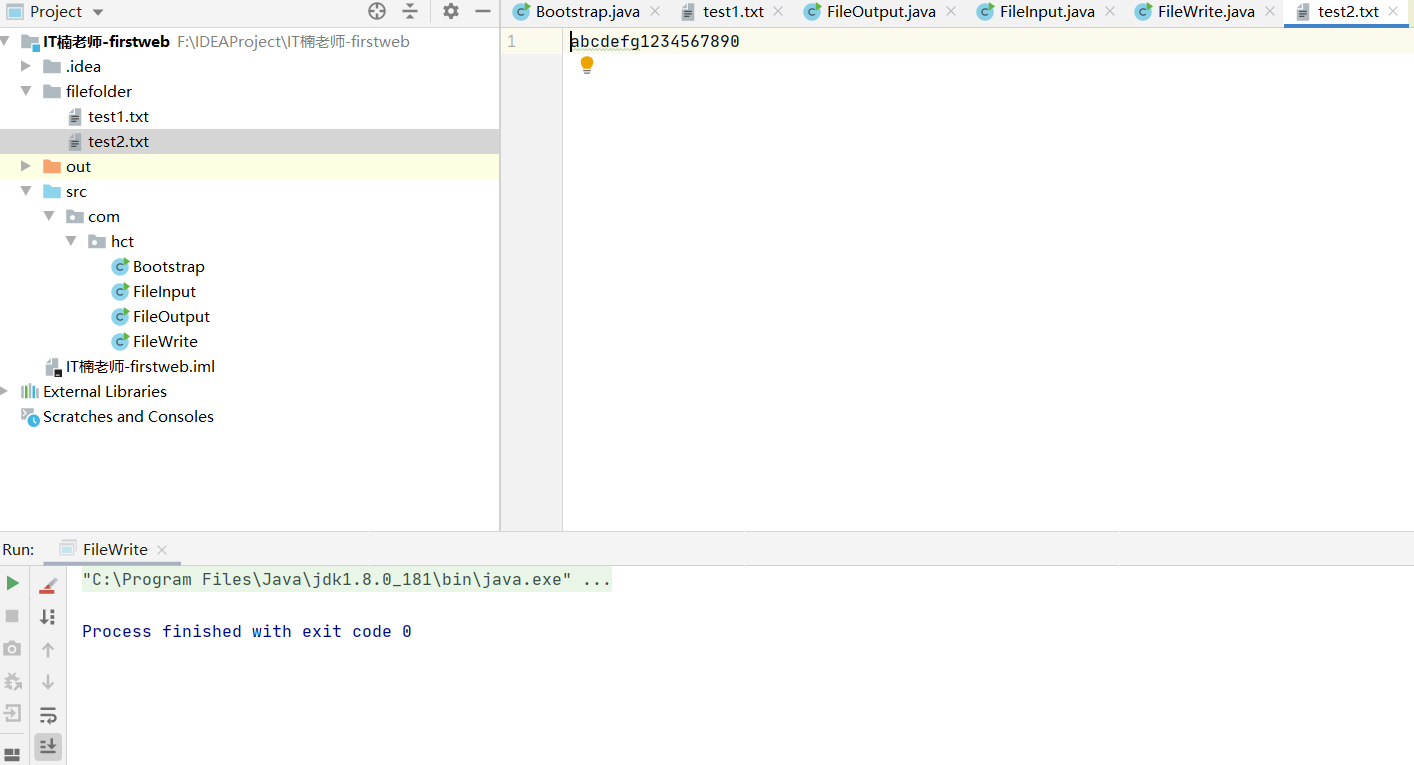 Project
IT楠老师-firstweb F:\IDEAProject\IT楠老师-firstweb
.idea
filefolder
test1.txt
test2.txt
out
src
com
hct
Bootstrap
FileInput
FileOutput
FileWrite
IT楠老师-firstweb.iml
External Libraries
Scratches and Consoles
Bootstrap.java test1.txt FileOutput.java FileInput.java FileWrite.java test2.txt
1 abcdefg1234567890
Run: FileWrite
"C:\Program Files\Java\jdk1.8.0_181\bin\java.exe" ...
Process finished with exit code 0